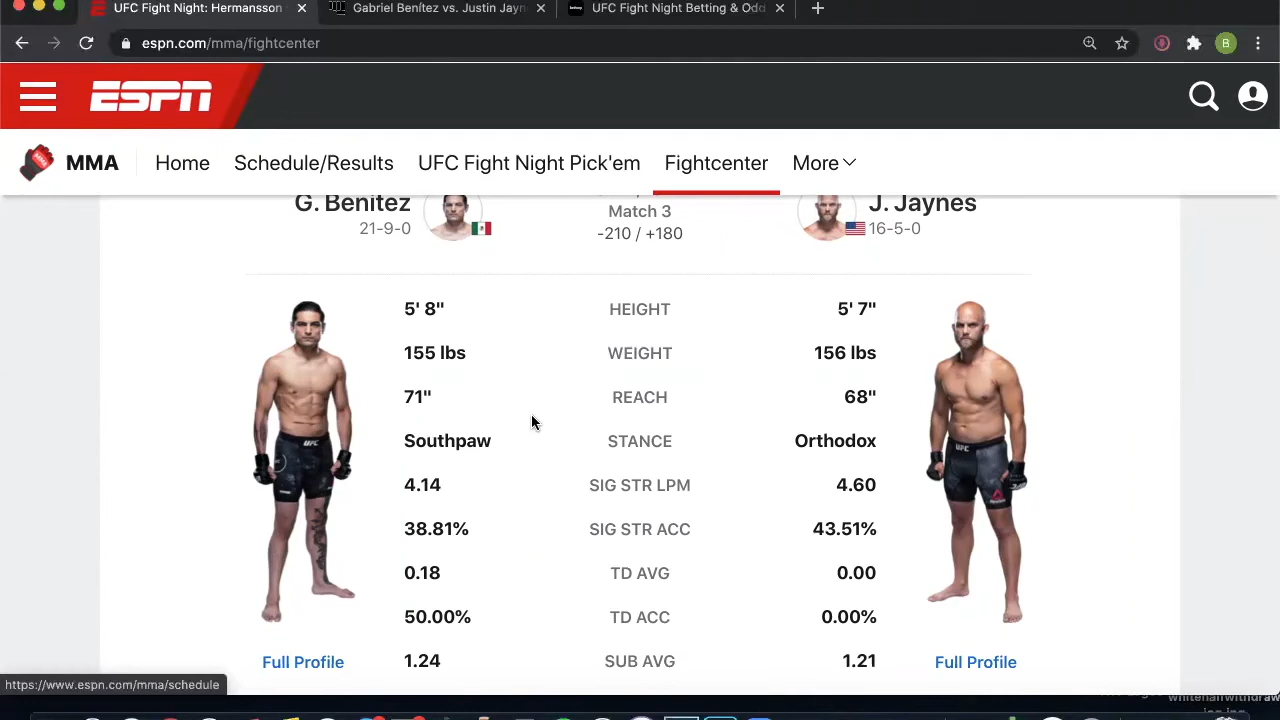 UFC Fight Night: Hermansson
Gabriel Benítez vs. Justin Jayn
UFC Fight Night Betting & Odd
espn.com/mma/fightcenter
B
ESPN
MMA
Home
Schedule/Results
UFC Fight Night Pick'em
Fightcenter
More
G. Benitez
21-9-0
Match 3
-210 / +180
J. Jaynes
16-5-0
5' 8" HEIGHT 5' 7"
155 lbs WEIGHT 156 lbs
71" REACH 68"
Southpaw STANCE Orthodox
4.14 SIG STR LPM 4.60
38.81% SIG STR ACC 43.51%
0.18 TD AVG 0.00
50.00% TD ACC 0.00%
1.24 SUB AVG 1.21
Full Profile
Full Profile
https://www.espn.com/mma/schedule